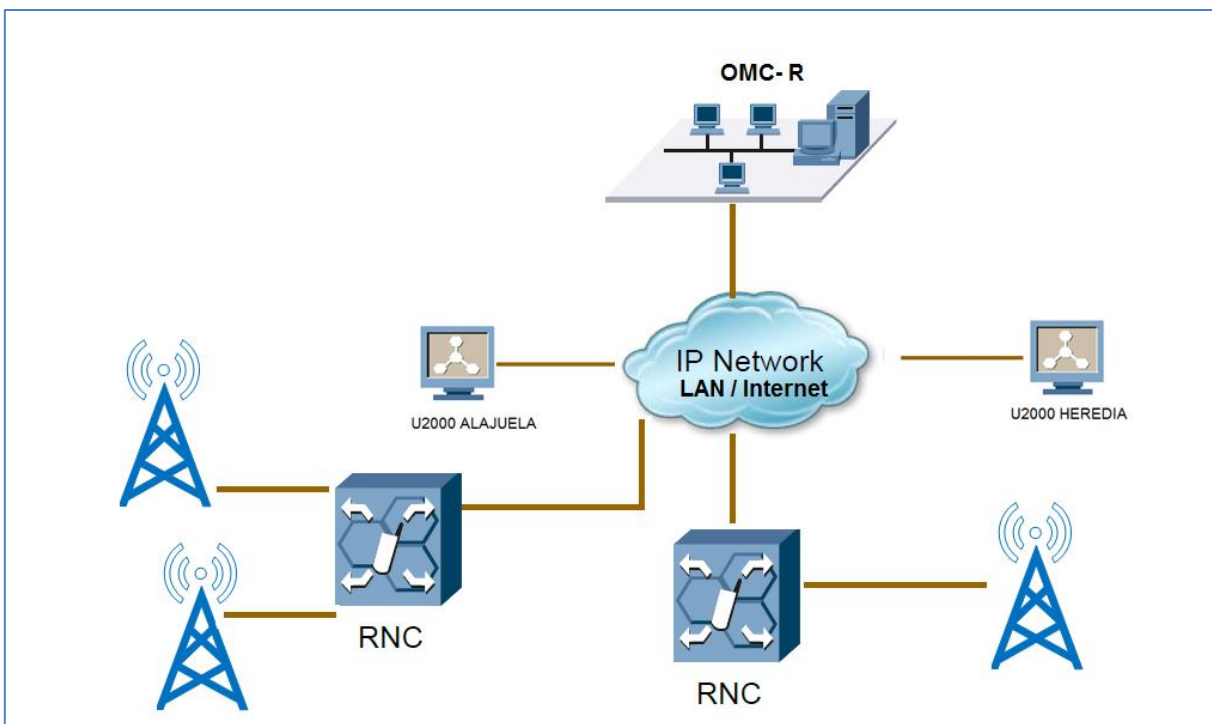 OMC- R
IP Network
LAN / Internet
U2000 ALAJUELA
U2000 HEREDIA
RNC
RNC